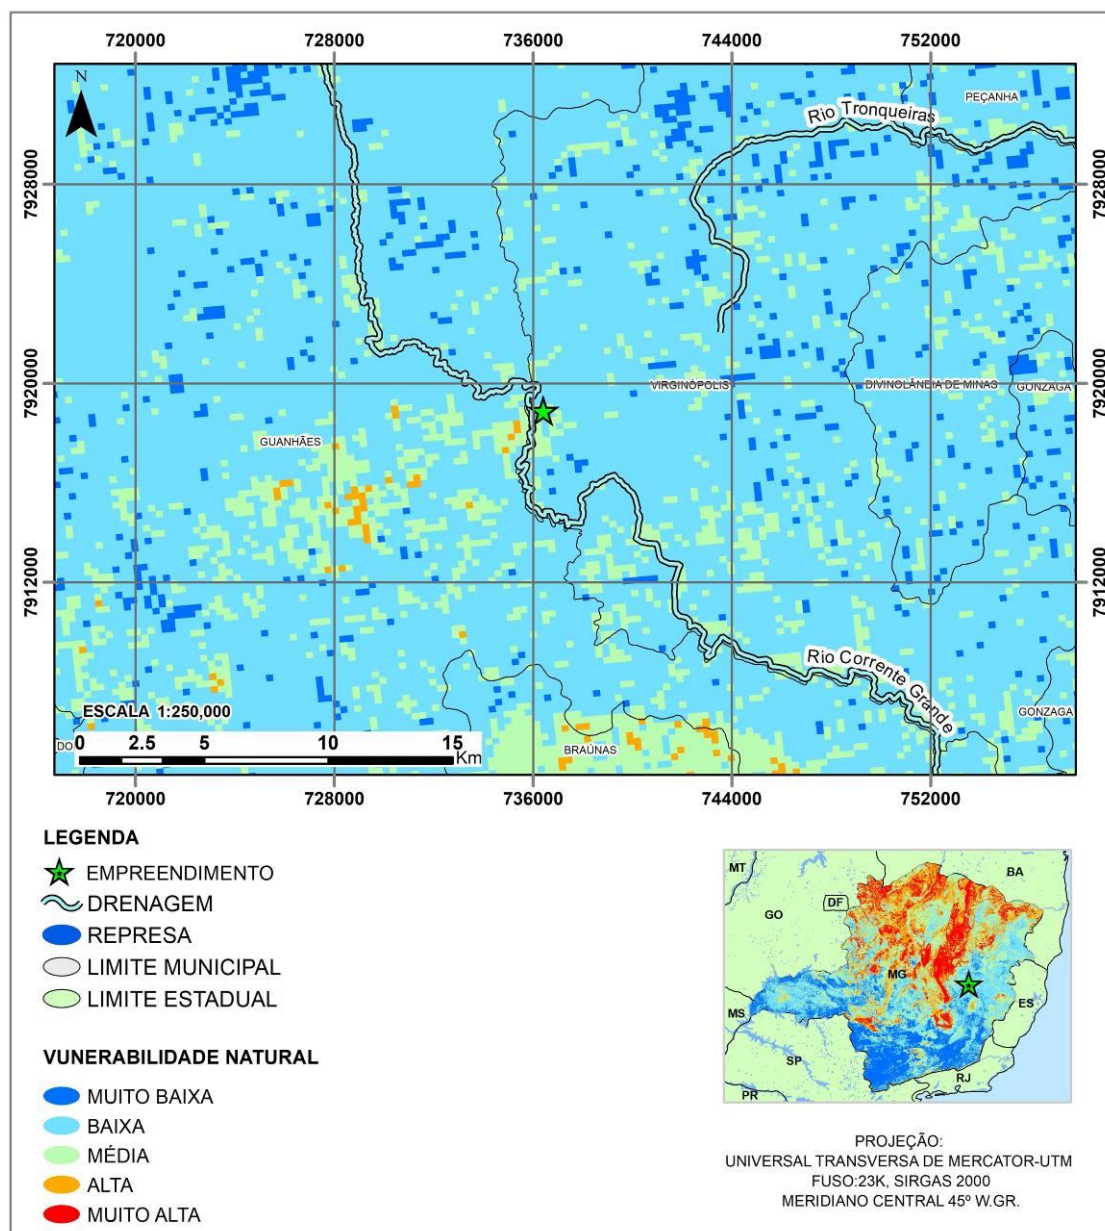 720000 728000 736000 744000 752000
N
PEÇANHA
Rio Tronqueiras
7928000 7928000
7920000 7920000
VIRGINÓPOLIS
DIVINOLÂNDIA DE MINAS
GONZAGA
GUANHÃES
7912000 7912000
Rio Corrente Grande
GONZAGA
ESCALA 1:250,000
DO
0 2.5 5 10 15
Km
BRAÚNAS
720000 728000 736000 744000 752000
LEGENDA
EMPREENDIMENTO
DRENAGEM
REPRESA
LIMITE MUNICIPAL
LIMITE ESTADUAL
VUNERABILIDADE NATURAL
MUITO BAIXA
BAIXA
MÉDIA
ALTA
MUITO ALTA
MT
BA
DF
GO
MG
MS
ES
SP
RJ
PR
PROJEÇÃO:
UNIVERSAL TRANSVERSA DE MERCATOR-UTM
FUSO:23K, SIRGAS 2000
MERIDIANO CENTRAL 45º W.GR.